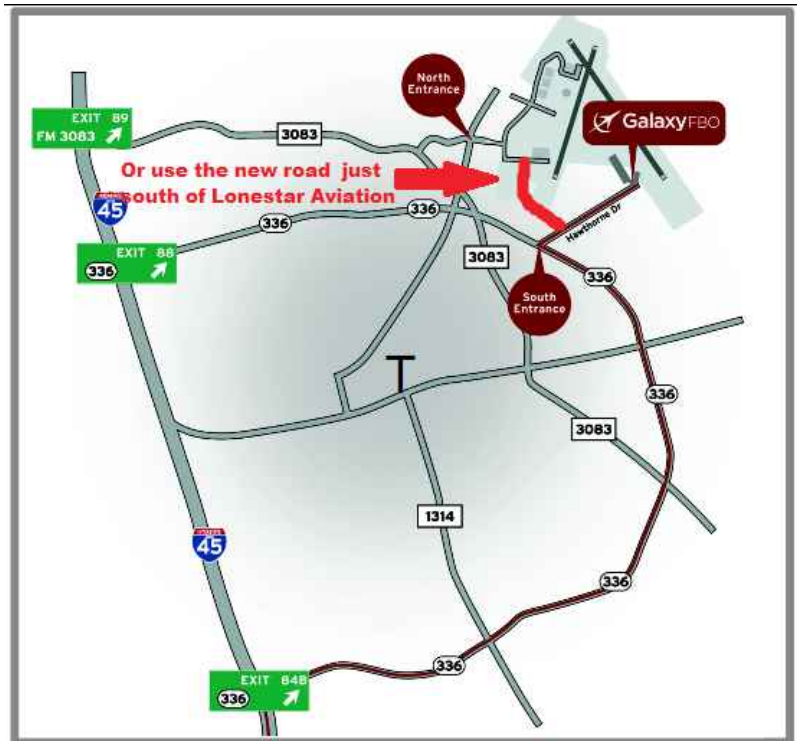 North
Entrance
EXIT 89
FM 3083
3083
GalaxyFBO
Or use the new road just
south of Lonestar Aviation
45
336
336
Hawthorne Dr
EXIT 88
336
3083
336
South
Entrance
T
336
3083
1314
45
336
336
EXIT 84B
336